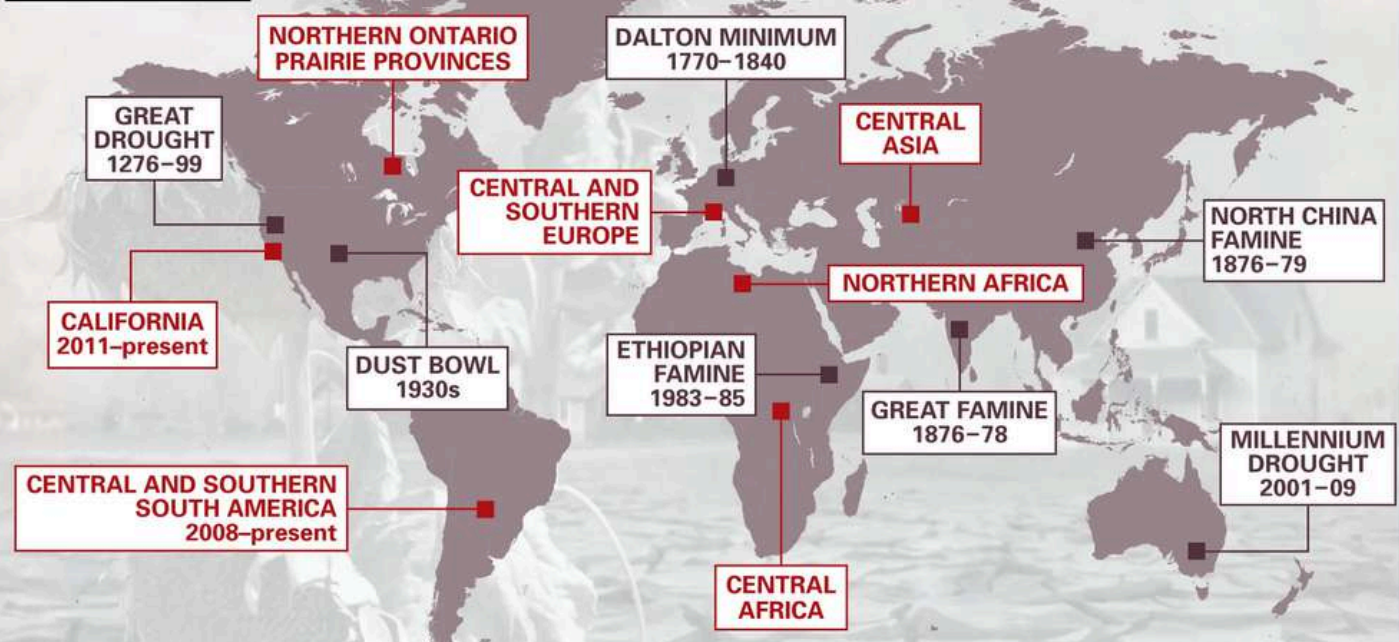 NORTHERN ONTARIO
PRAIRIE PROVINCES
DALTON MINIMUM
1770–1840
GREAT
DROUGHT
1276–99
CENTRAL
ASIA
CENTRAL AND
SOUTHERN
EUROPE
NORTH CHINA
FAMINE
1876–79
NORTHERN AFRICA
CALIFORNIA
2011–present
DUST BOWL
1930s
ETHIOPIAN
FAMINE
1983–85
GREAT FAMINE
1876–78
MILLENNIUM
DROUGHT
2001–09
CENTRAL AND SOUTHERN
SOUTH AMERICA
2008–present
CENTRAL
AFRICA